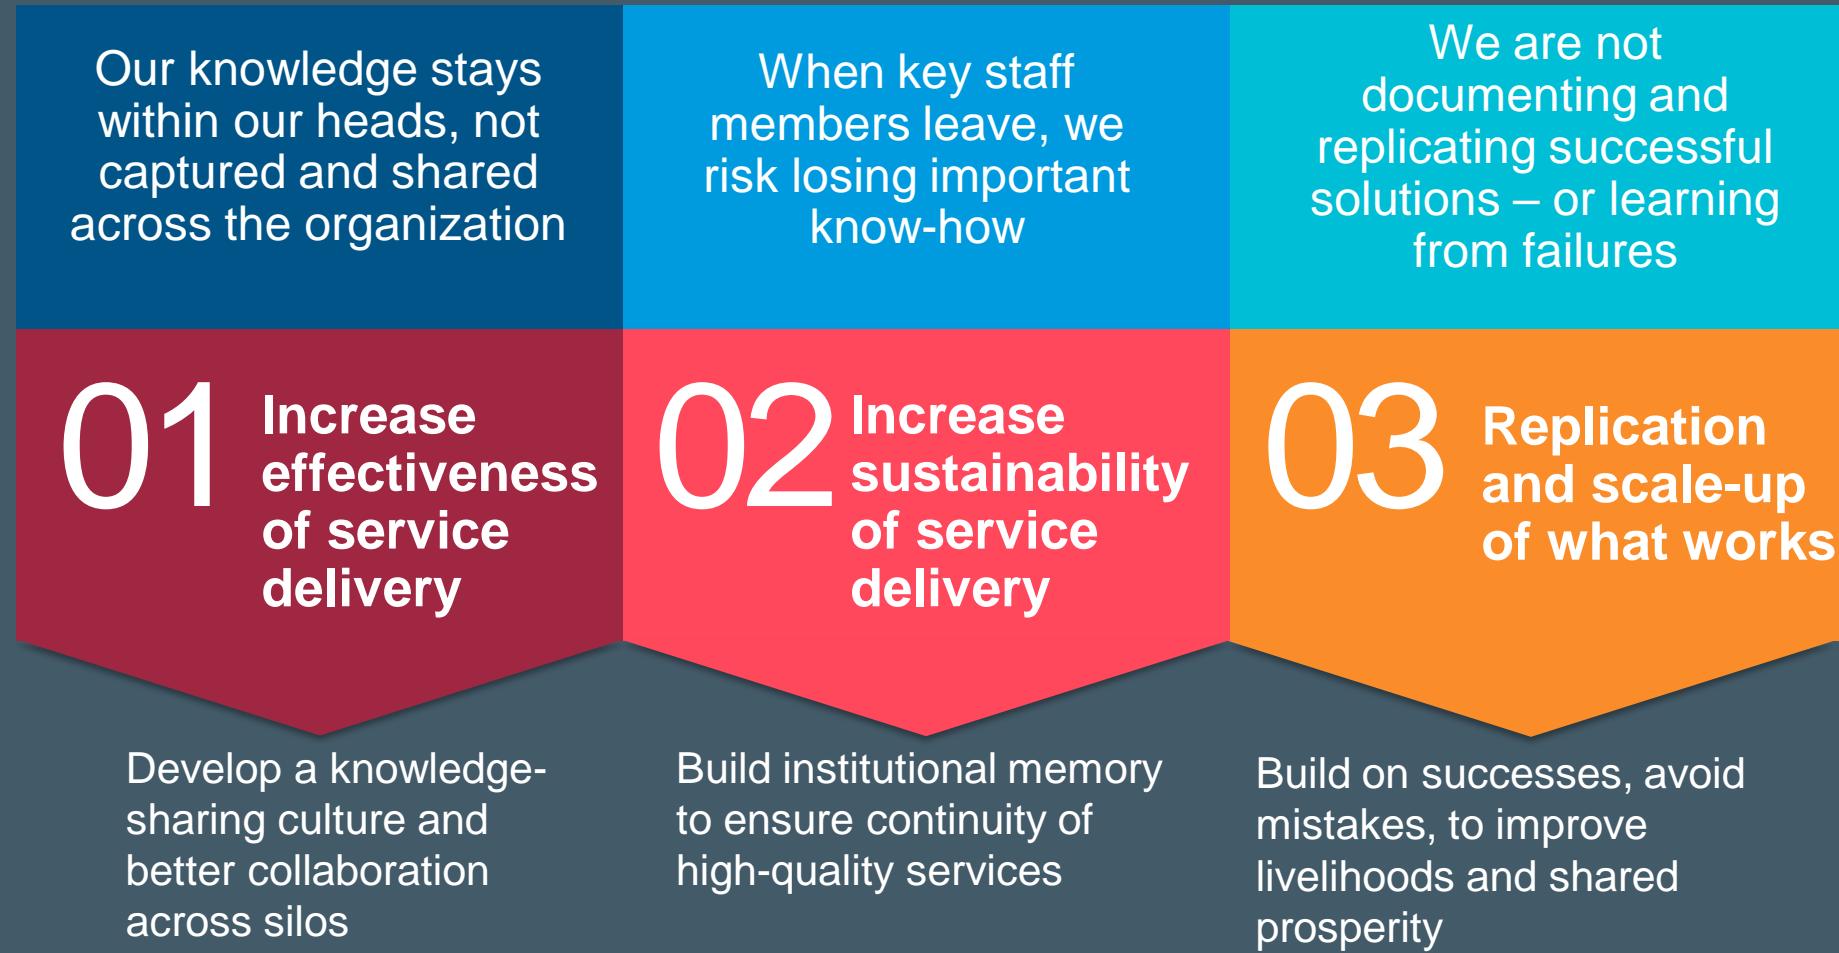 Our knowledge stays
within our heads, not
captured and shared
across the organization
When key staff
members leave, we
risk losing important
know-how
We are not
documenting and
replicating successful
solutions – or learning
from failures
01
Increase
effectiveness
of service
delivery
02
Increase
sustainability
of service
delivery
03
Replication
and scale-up
of what works
Develop a knowledge-
sharing culture and
better collaboration
across silos
Build institutional memory
to ensure continuity of
high-quality services
Build on successes, avoid
mistakes, to improve
livelihoods and shared
prosperity